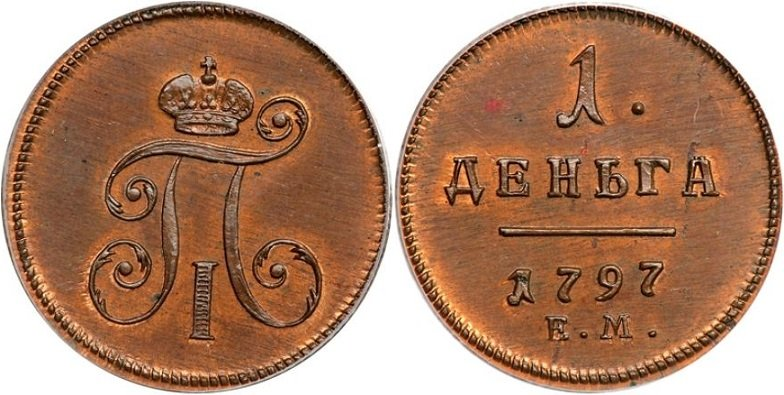 П
I
1.
ДЕНЬГА
1797
Е.М.